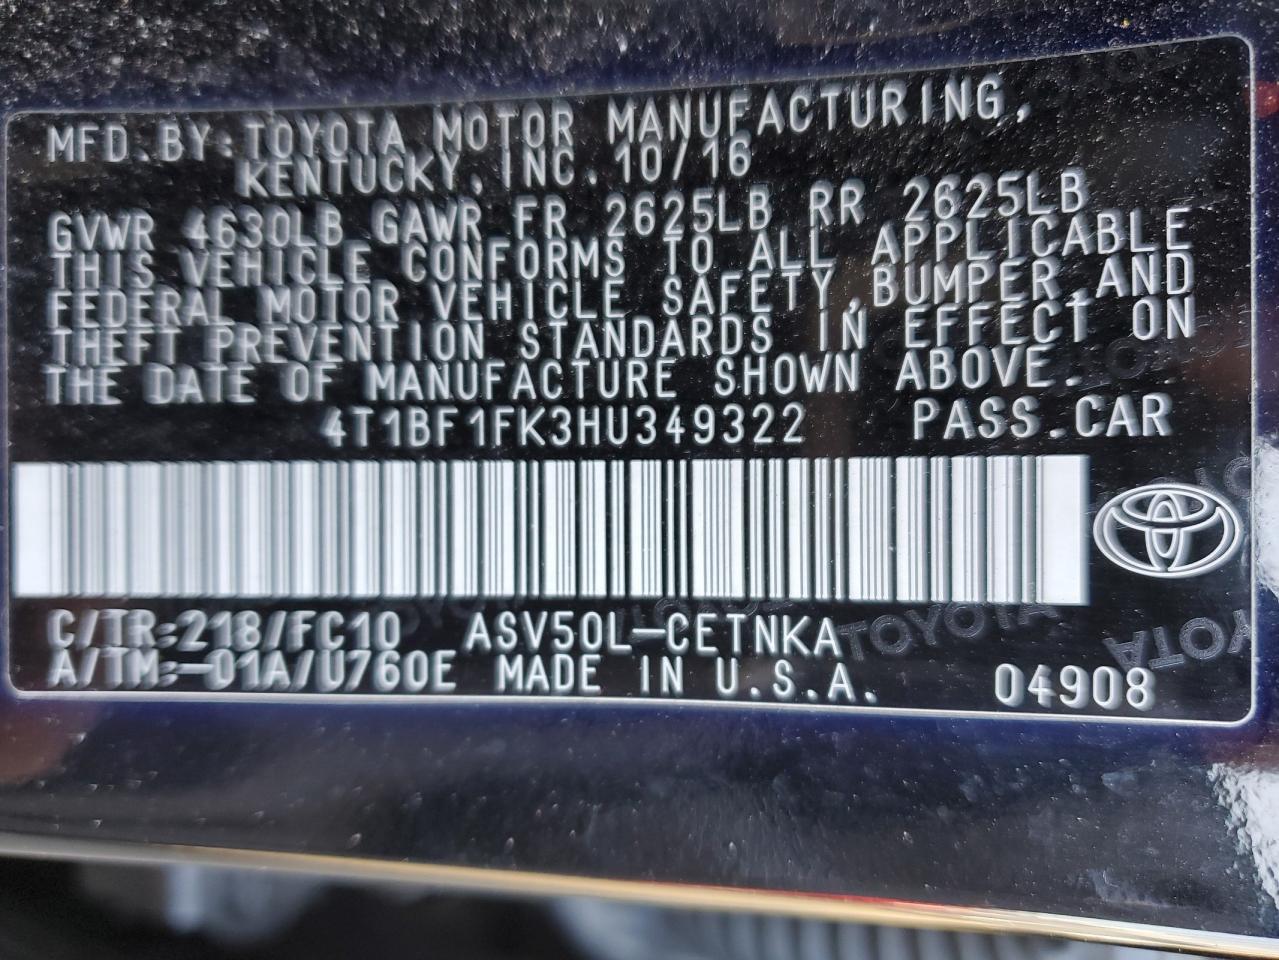 MFD.BY:TOYOTA MOTOR MANUFACTURING,
KENTUCKY,INC. 10/16
GVWR 4630LB GAWR FR 2625LB RR 2625LB
THIS VEHICLE CONFORMS TO ALL APPLICABLE
FEDERAL MOTOR VEHICLE SAFETY,BUMPER,AND
THEFT PREVENTION STANDARDS IN EFFECT ON
THE DATE OF MANUFACTURE SHOWN ABOVE.
4T1BF1FK3HU349322 PASS.CAR
C/TR:218/FC10 ASV50L-CETNKA
TOYOTA
TOYOTA
A/TM:-01A/U760E MADE IN U.S.A. 04908